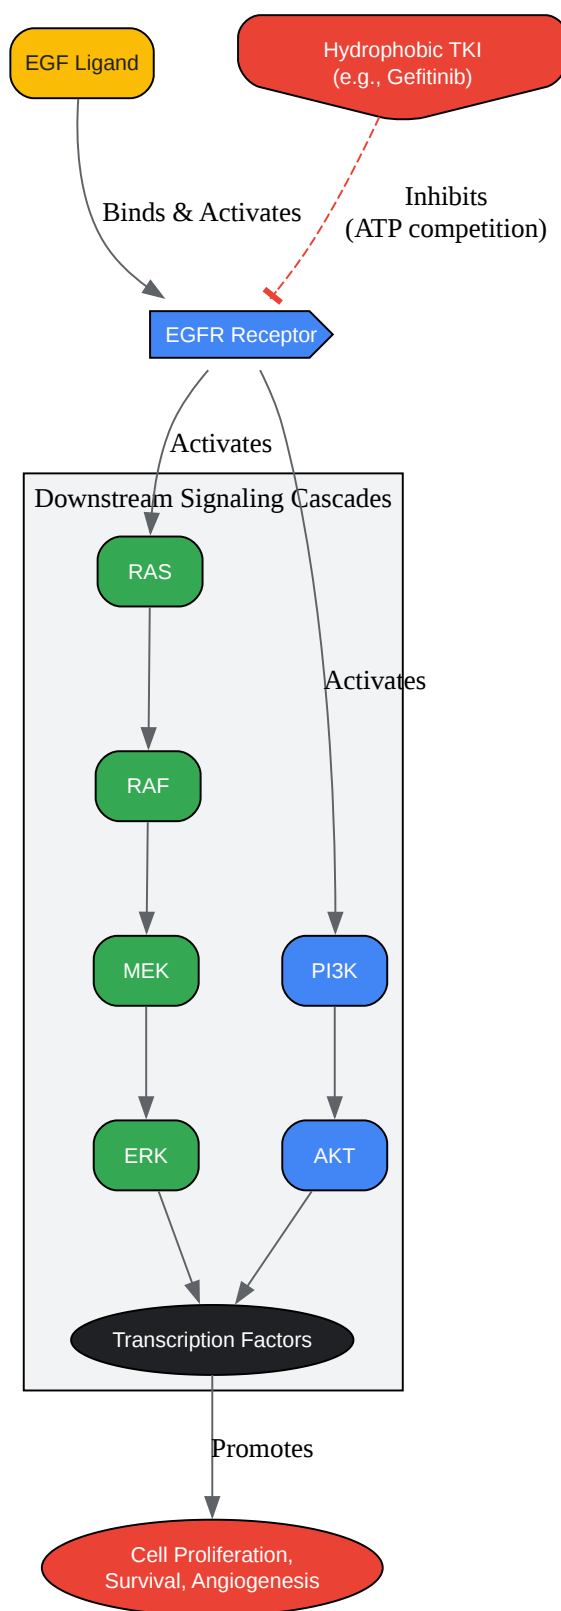 EGF Ligand
Hydrophobic TKI
(e.g., Gefitinib)
Binds & Activates
Inhibits
(ATP competition)
EGFR Receptor
Activates
Downstream Signaling Cascades
RAS
Activates
RAF
MEK
PI3K
ERK
AKT
Transcription Factors
Promotes
Cell Proliferation,
Survival, Angiogenesis